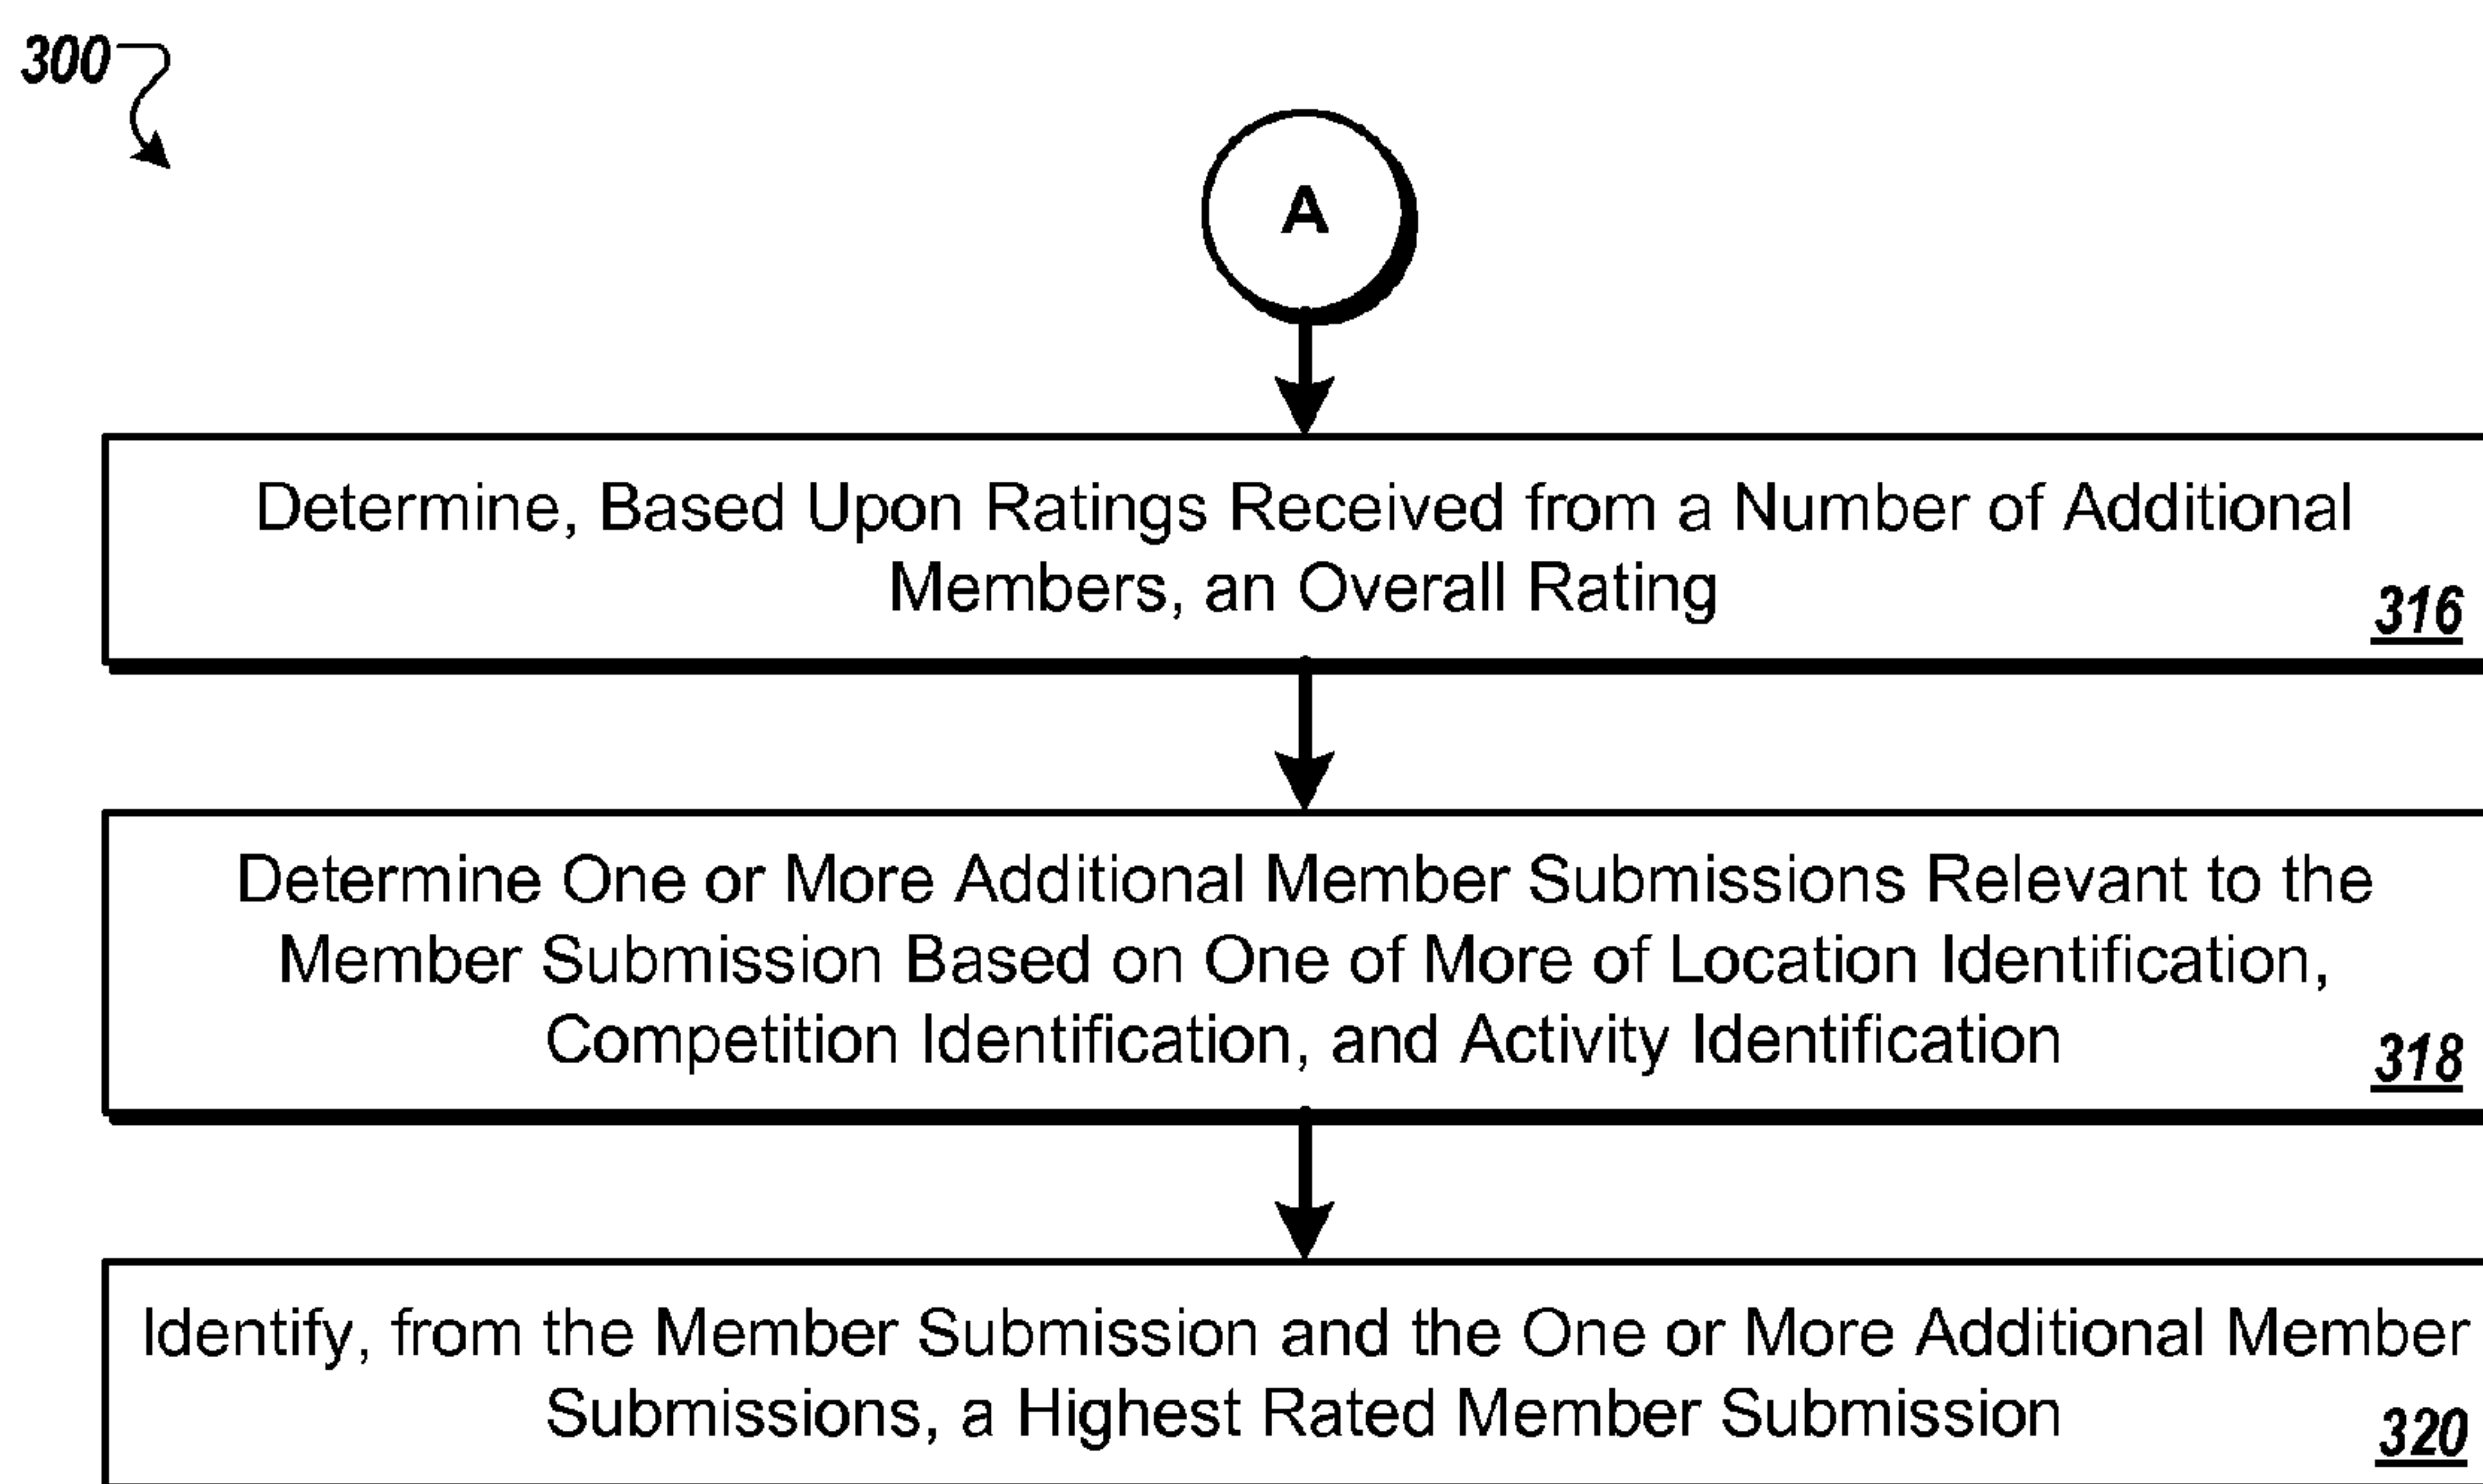 300
A
Determine, Based Upon Ratings Received from a Number of Additional
Members, an Overall Rating
316
Determine One or More Additional Member Submissions Relevant to the
Member Submission Based on One of More of Location Identification,
Competition Identification, and Activity Identification
318
Identify, from the Member Submission and the One or More Additional Member
Submissions, a Highest Rated Member Submission
320